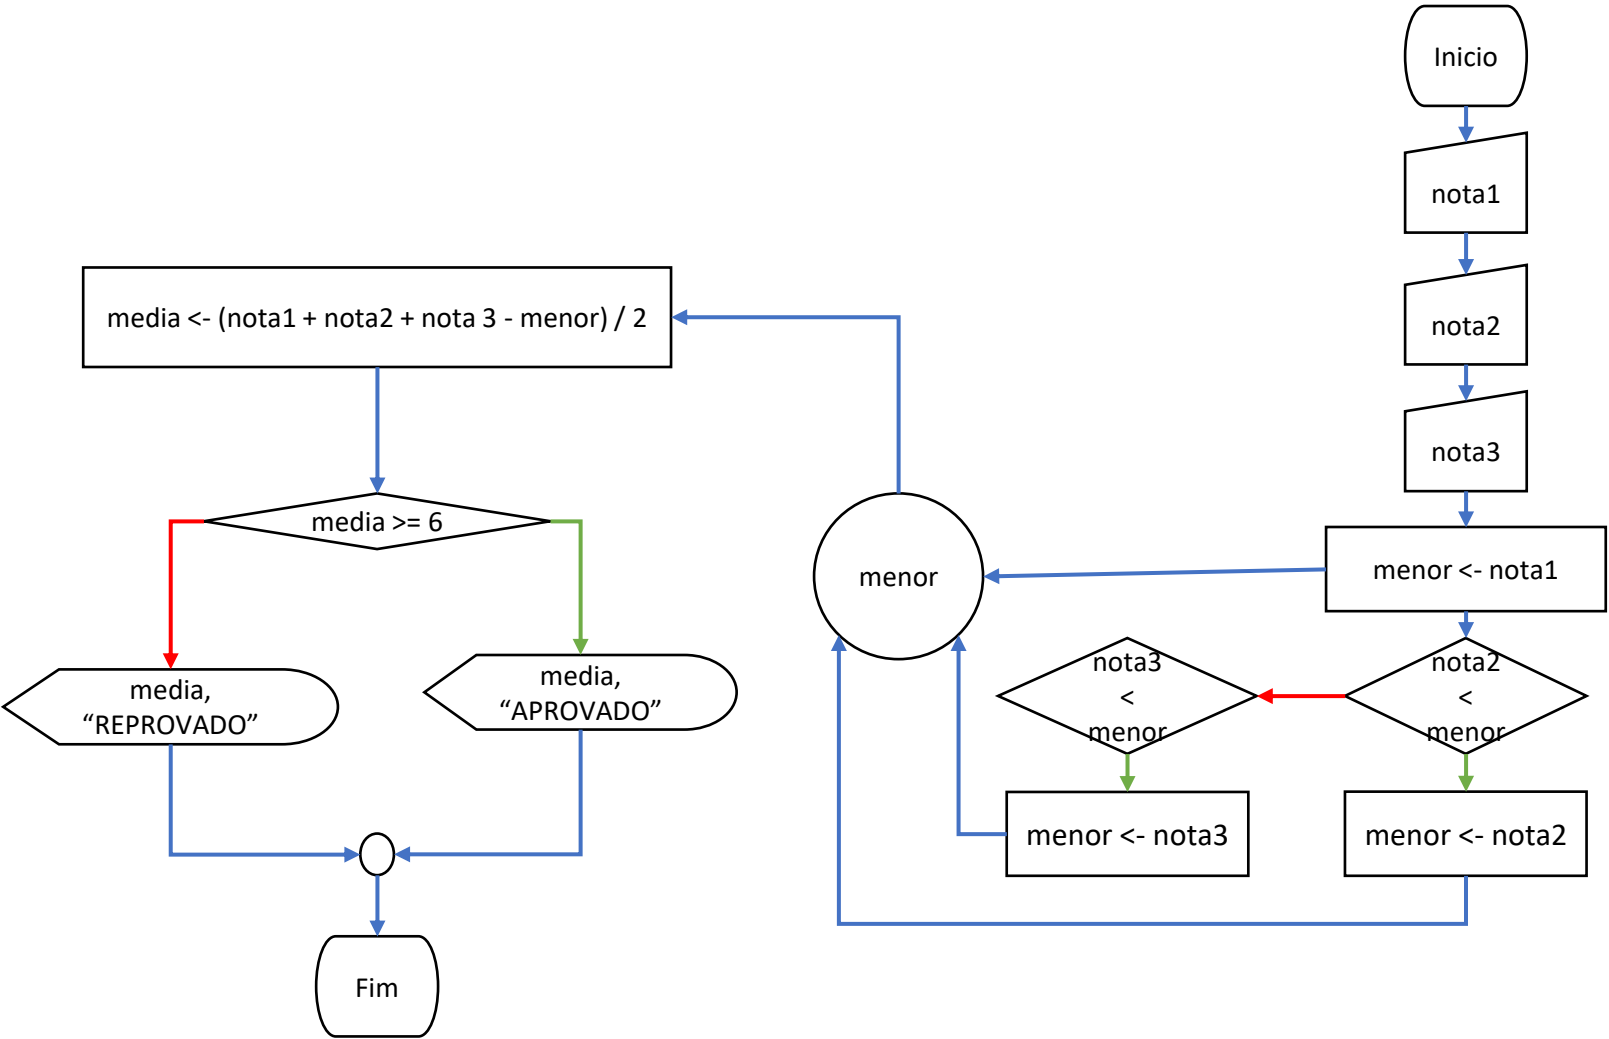 Inicio
nota1
nota2
nota3
menor <- nota1
nota2
<
menor
nota3
<
menor
menor <- nota3
menor <- nota2
menor
media <- (nota1 + nota2 + nota 3 - menor) / 2
media >= 6
media,
“REPROVADO”
media,
“APROVADO”
Fim